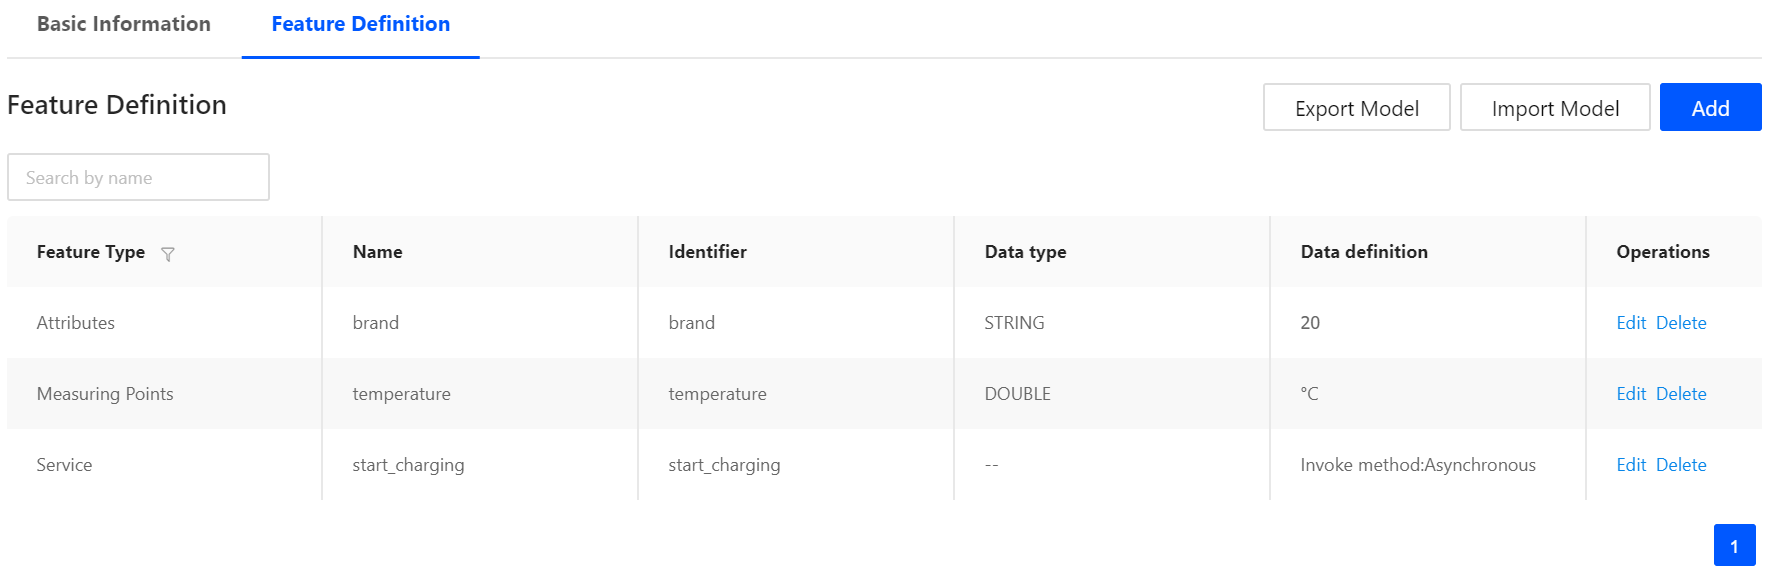 Basic Information Feature Definition
Feature Definition Export Model Import Model Add
Search by name
Feature Type Name Identifier Data type Data definition Operations
Attributes brand brand STRING 20 Edit Delete
Measuring Points temperature temperature DOUBLE °C Edit Delete
Service start_charging start_charging -- Invoke method:Asynchronous Edit Delete
1